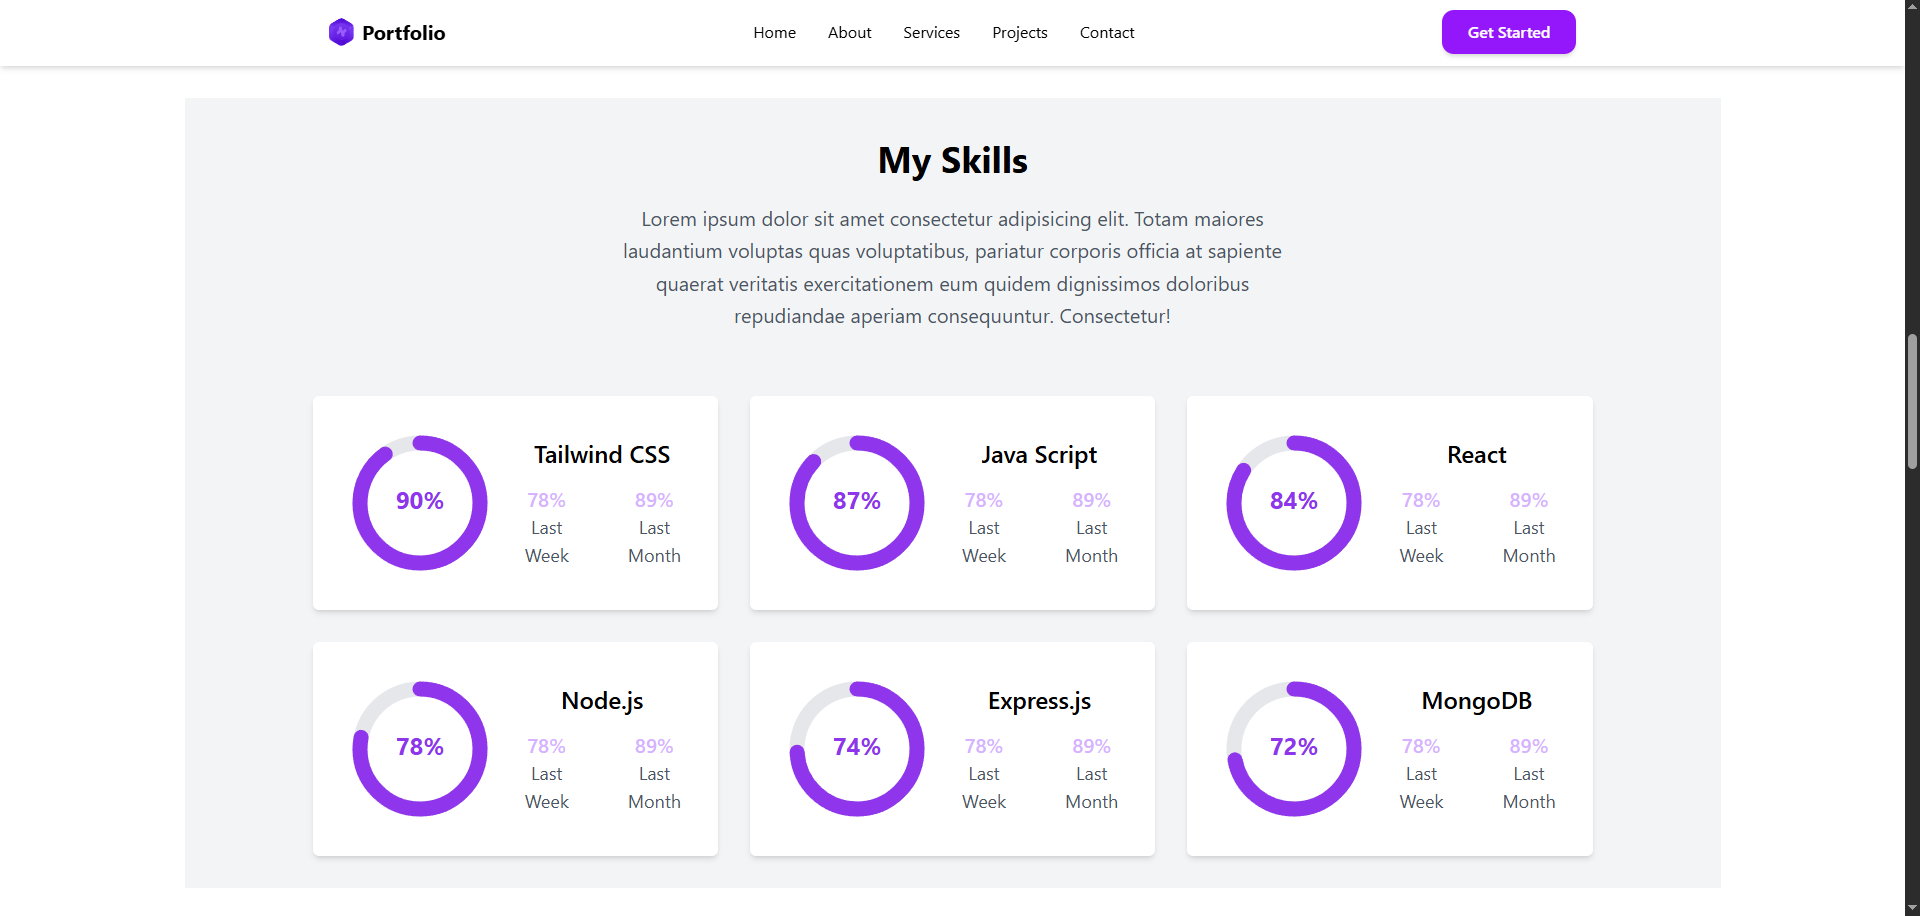 Portfolio
Home About Services Projects Contact
Get Started
My Skills
Lorem ipsum dolor sit amet consectetur adipisicing elit. Totam maiores
laudantium voluptas quas voluptatibus, pariatur corporis officia at sapiente
quaerat veritatis exercitationem eum quidem dignissimos doloribus
repudiandae aperiam consequuntur. Consectetur!
90%
Tailwind CSS
78% 89%
Last Last
Week Month
87%
Java Script
78% 89%
Last Last
Week Month
84%
React
78% 89%
Last Last
Week Month
78%
Node.js
78% 89%
Last Last
Week Month
74%
Express.js
78% 89%
Last Last
Week Month
72%
MongoDB
78% 89%
Last Last
Week Month